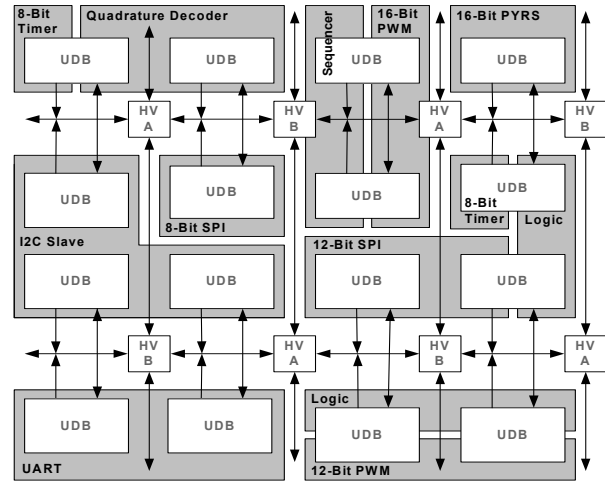 8-Bit
Timer
Quadrature Decoder
Sequencer
16-Bit
PWM
16-Bit PYRS
UDB
UDB
UDB
UDB
HV
A
HV
B
HV
A
HV
B
UDB
UDB
UDB
UDB
8-Bit
Timer
Logic
8-Bit SPI
I2C Slave
12-Bit SPI
UDB
UDB
UDB
UDB
HV
B
HV
A
HV
B
HV
A
Logic
UDB
UDB
UDB
UDB
UART
12-Bit PWM